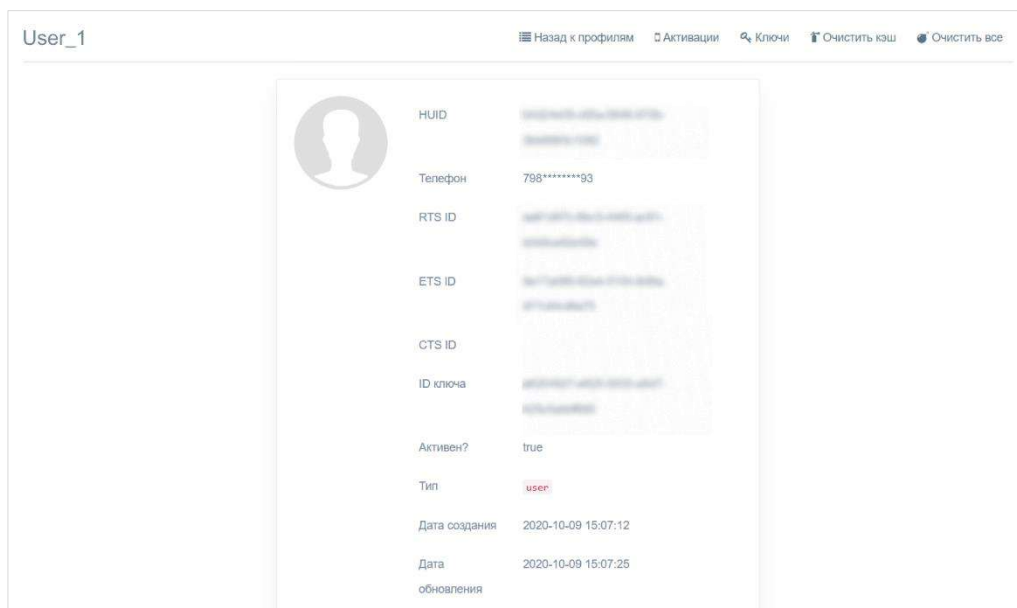 User_1
Назад к профилям Активации Ключи Очистить кэш Очистить все
HUID
Телефон 798********93
RTS ID
ETS ID
CTS ID
ID ключа
Активен? true
Тип user
Дата создания 2020-10-09 15:07:12
Дата 2020-10-09 15:07:25
обновления